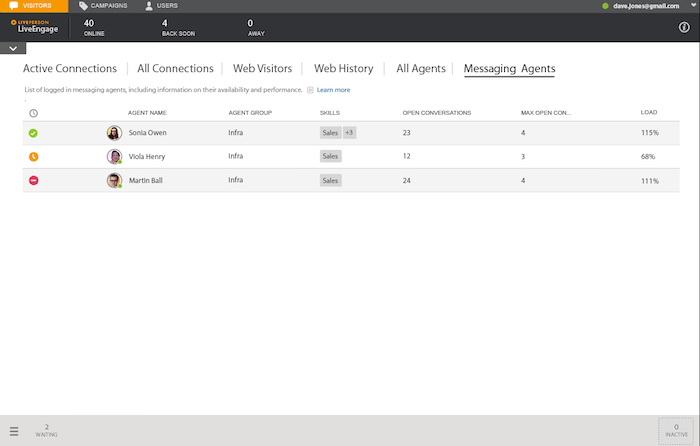 VISITORS CAMPAIGNS USERS dave.jones@gmail.com
LIVEPERSON
LiveEngage
40 4 0
ONLINE BACK SOON AWAY
Active Connections All Connections Web Visitors Web History All Agents Messaging Agents
List of logged in messaging agents, including information on their availability and performance. Learn more
AGENT NAME AGENT GROUP SKILLS OPEN CONVERSATIONS MAX OPEN CON... LOAD
Sonia Owen Infra Sales +3 23 4 115%
Viola Henry Infra Sales 12 3 68%
Martin Ball Infra Sales 24 4 111%
2 0
WAITING INACTIVE